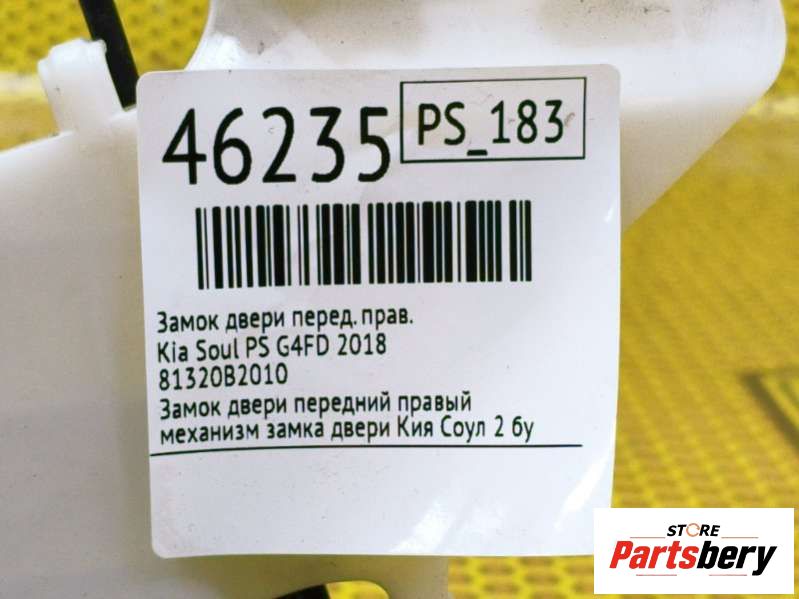 46235
PS_183
Замок двери перед. прав.
Kia Soul PS G4FD 2018
81320B2010
Замок двери передний правый
механизм замка двери Кия Соул 2 бу
STORE
Partsbery